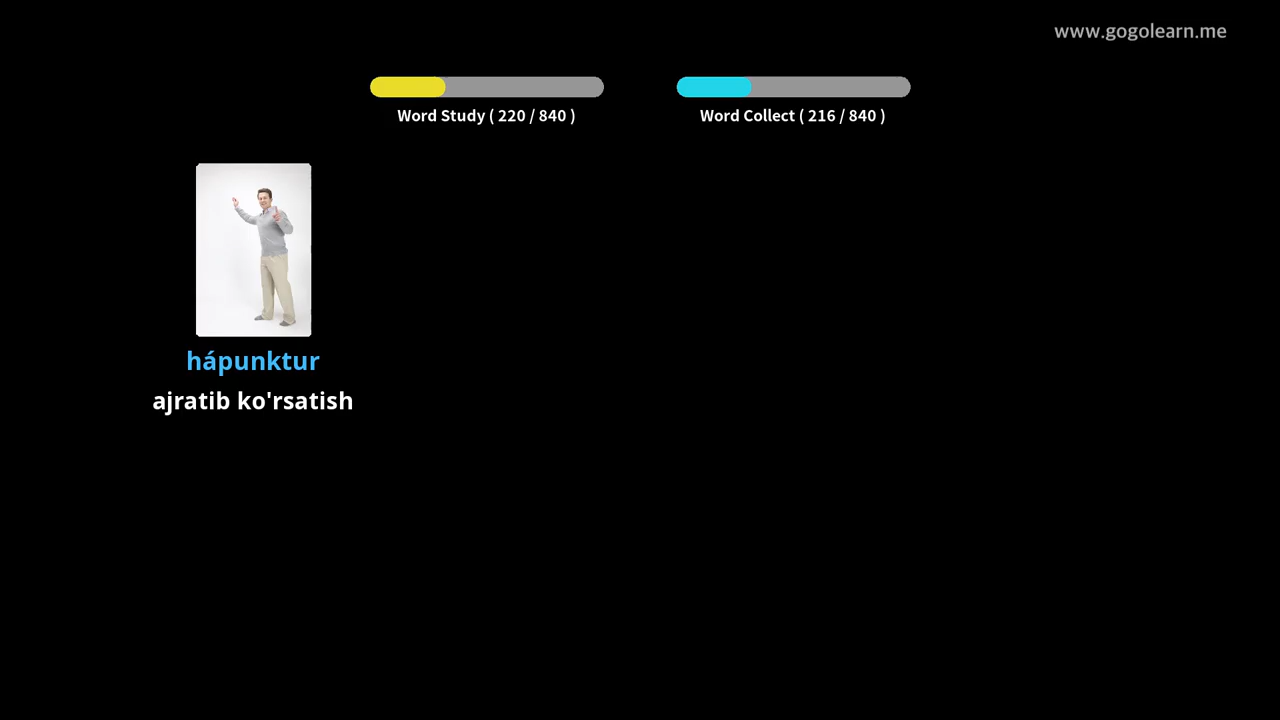 www.gogolearn.me
Word Study ( 220 / 840 )
Word Collect ( 216 / 840 )
hápunktur
ajratib ko'rsatish